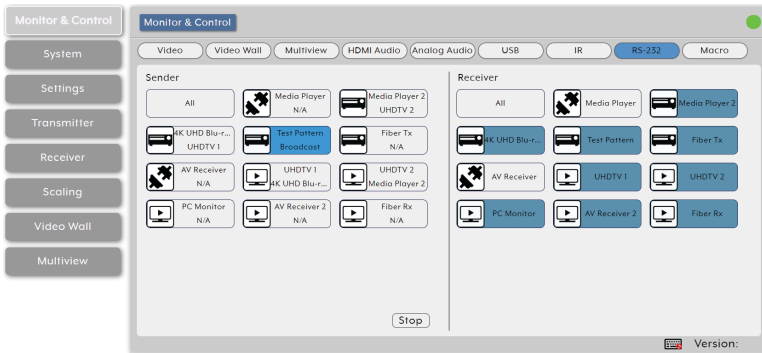 Monitor & Control
System
Settings
Transmitter
Receiver
Scaling
Video Wall
Multiview
Monitor & Control
Video
Video Wall
Multiview
HDMI Audio
Analog Audio
USB
IR
RS-232
Macro
Sender
All
Media Player
N/A
Media Player 2
UHDTV 2
4K UHD Blu-r...
UHDTV 1
Test Pattern
Broadcast
Fiber Tx
N/A
AV Receiver
N/A
UHDTV 1
4K UHD Blu-r...
UHDTV 2
Media Player 2
PC Monitor
N/A
AV Receiver 2
N/A
Fiber Rx
N/A
Stop
Receiver
All
Media Player
Media Player 2
4K UHD Blu-r...
Test Pattern
Fiber Tx
AV Receiver
UHDTV 1
UHDTV 2
PC Monitor
AV Receiver 2
Fiber Rx
Version: